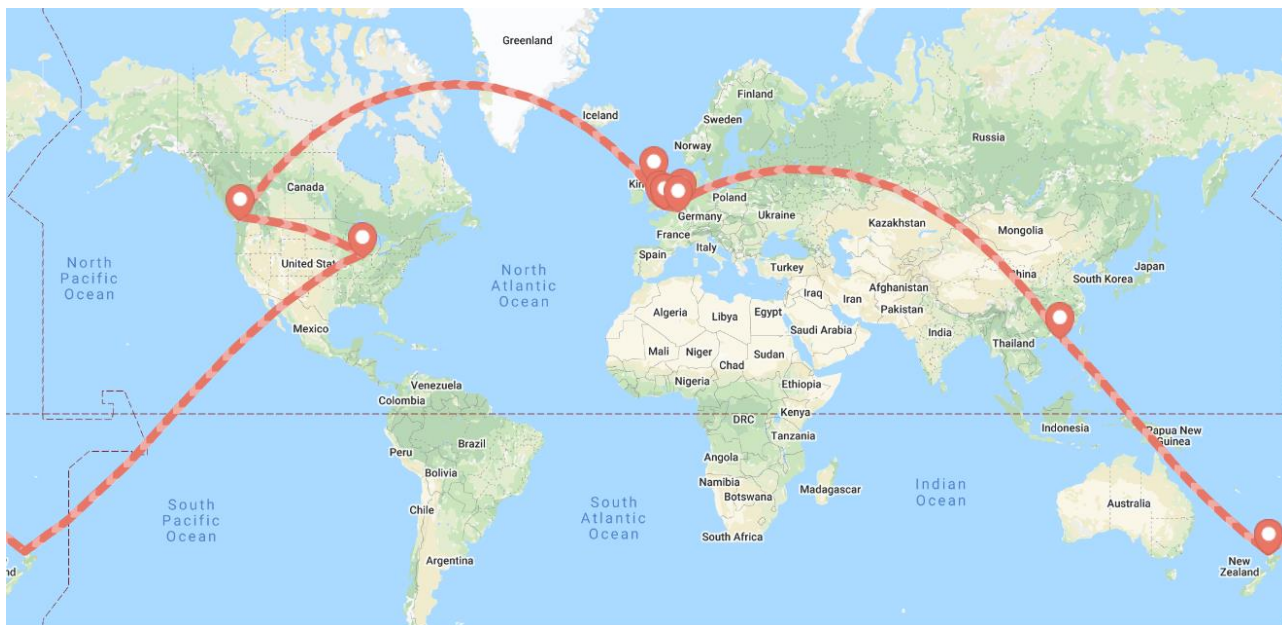 Greenland
Iceland
Finland
Sweden
Norway
Russia
Canada
Poland
Germany
Ukraine
France
Kazakhstan
Mongolia
Spain
Italy
Turkey
China
South Korea
Japan
North
Pacific
Ocean
United
North
Atlantic
Ocean
Iraq
Iran
Afghanistan
Pakistan
Algeria
Libya
Egypt
Saudi Arabia
India
Mexico
Thailand
Mali
Niger
Chad
Sudan
Nigeria
Ethiopia
Venezuela
Colombia
DRC
Kenya
Tanzania
Indonesia
Papua New
Guinea
Peru
Brazil
Bolivia
Angola
Namibia
Botswana
Madagascar
Indian
Ocean
South
Pacific
Ocean
Chile
South
Atlantic
Ocean
South Africa
Australia
Argentina
New
Zealand